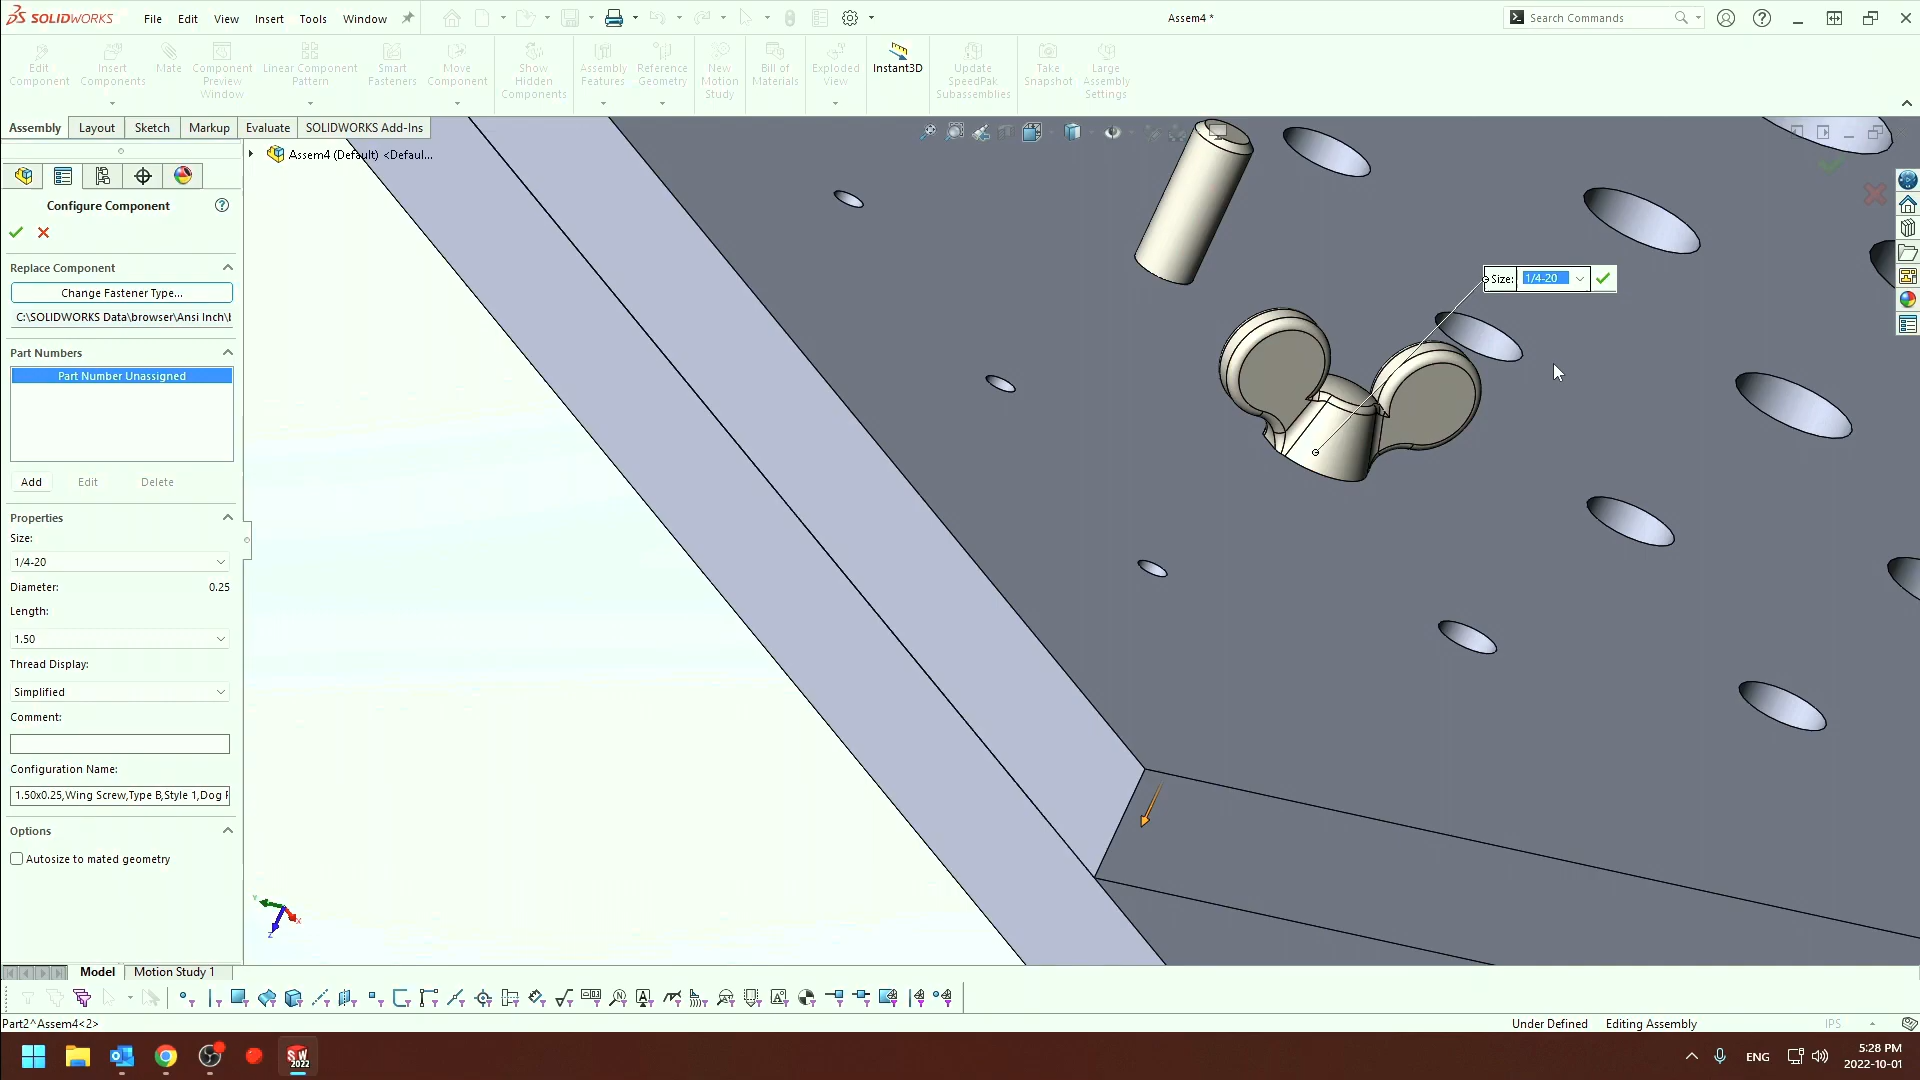 SOLIDWORKS
File
Edit
View
Insert
Tools
Window
Assem4 *
Search Commands
Edit
Component
Insert
Components
Mate
Component
Preview
Window
Linear Component
Pattern
Smart
Fasteners
Move
Component
Show
Hidden
Components
Assembly
Features
Reference
Geometry
New
Motion
Study
Bill of
Materials
Exploded
View
Instant3D
Update
SpeedPak
Subassemblies
Take
Snapshot
Large
Assembly
Settings
Assembly
Layout
Sketch
Markup
Evaluate
SOLIDWORKS Add-Ins
Assem4 (Default) <Defaul...
Configure Component
Replace Component
Change Fastener Type...
C:\SOLIDWORKS Data\browser\Ansi Inch\
Part Numbers
Part Number Unassigned
Add
Edit
Delete
Properties
Size:
1/4-20
Diameter:
0.25
Length:
1.50
Thread Display:
Simplified
Comment:
Configuration Name:
1.50x0.25,Wing Screw,Type B,Style 1,Dog
Options
Autosize to mated geometry
Size:
1/4-20
Y
X
Z
Model
Motion Study 1
Part2^Assem4<2>
Under Defined
Editing Assembly
IPS
SW
2022
ENG
5:28 PM
2022-10-01